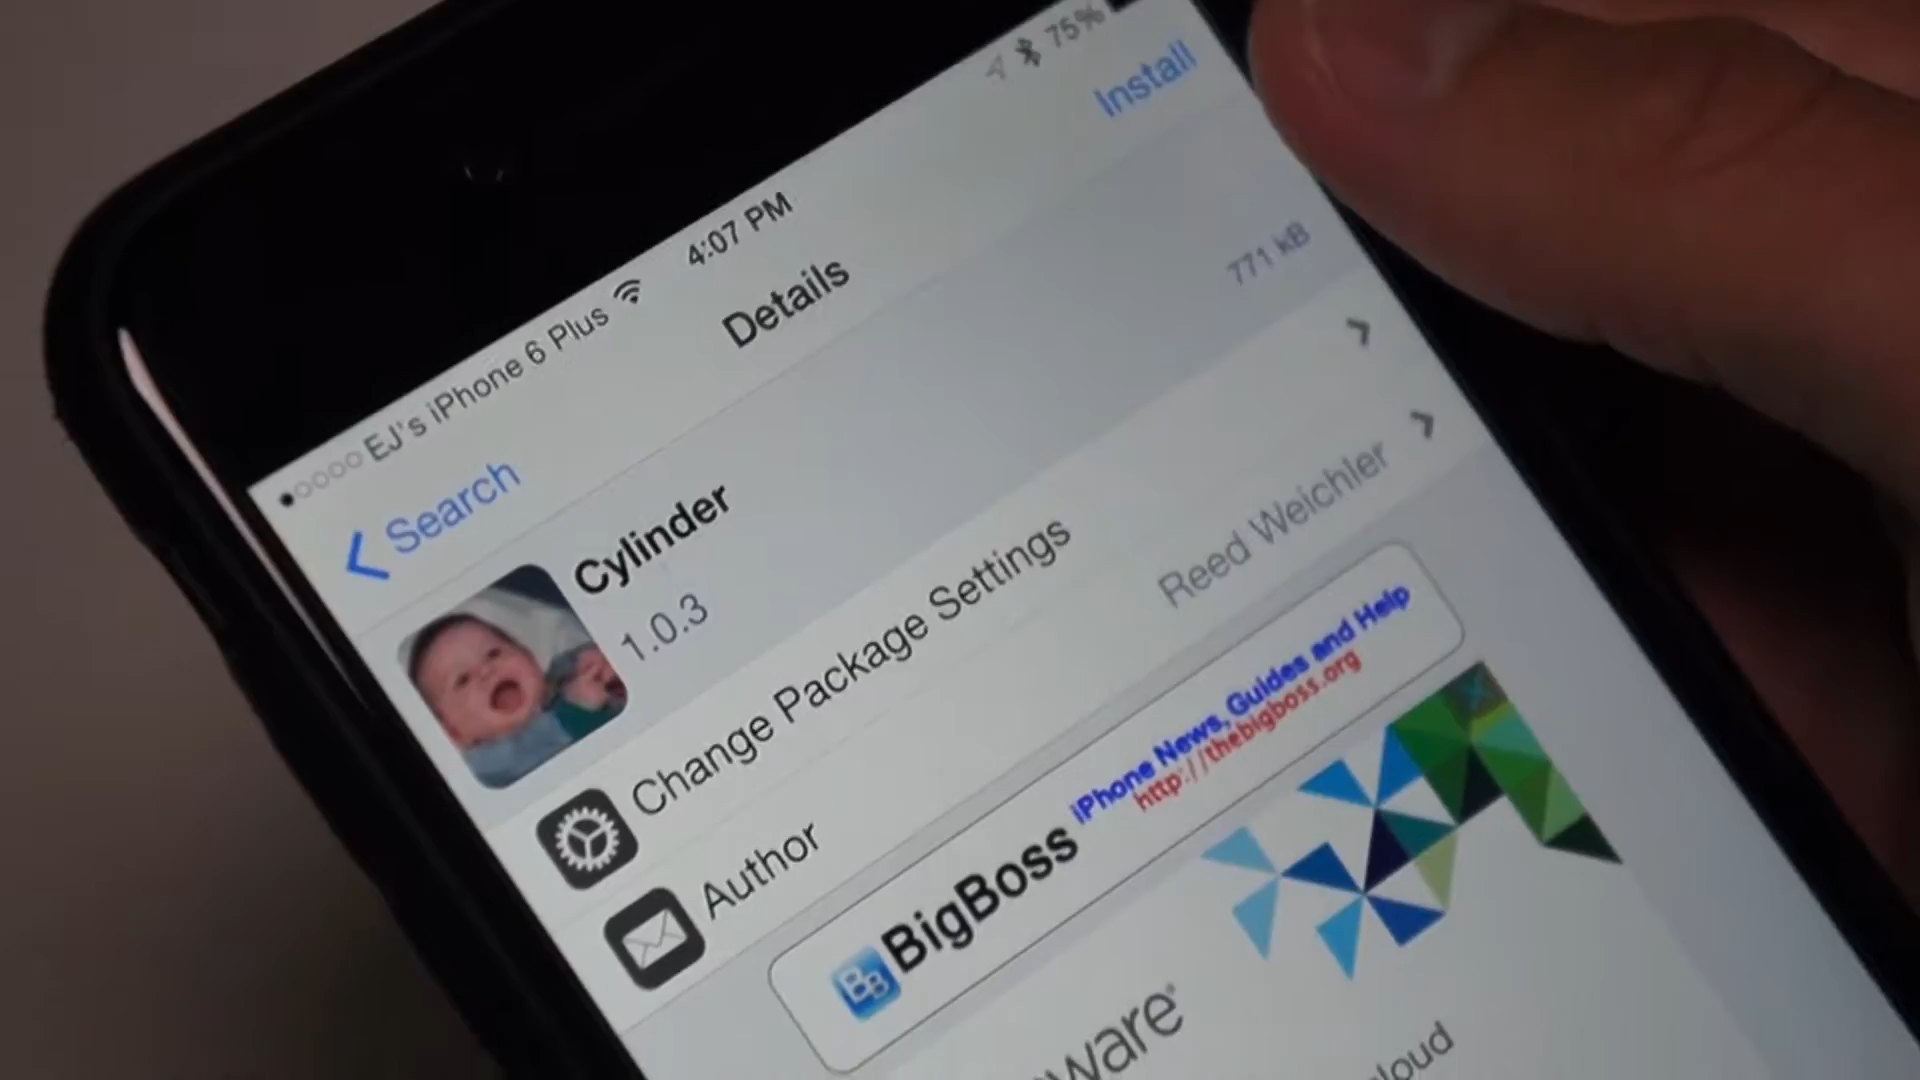 EJ's iPhone 6 Plus 4:07 PM 75%
Search Details Install
Cylinder
1.0.3 771 kB
Change Package Settings
Author Reed Weichler
BigBoss
iPhone News, Guides and Help
http://thebigboss.org